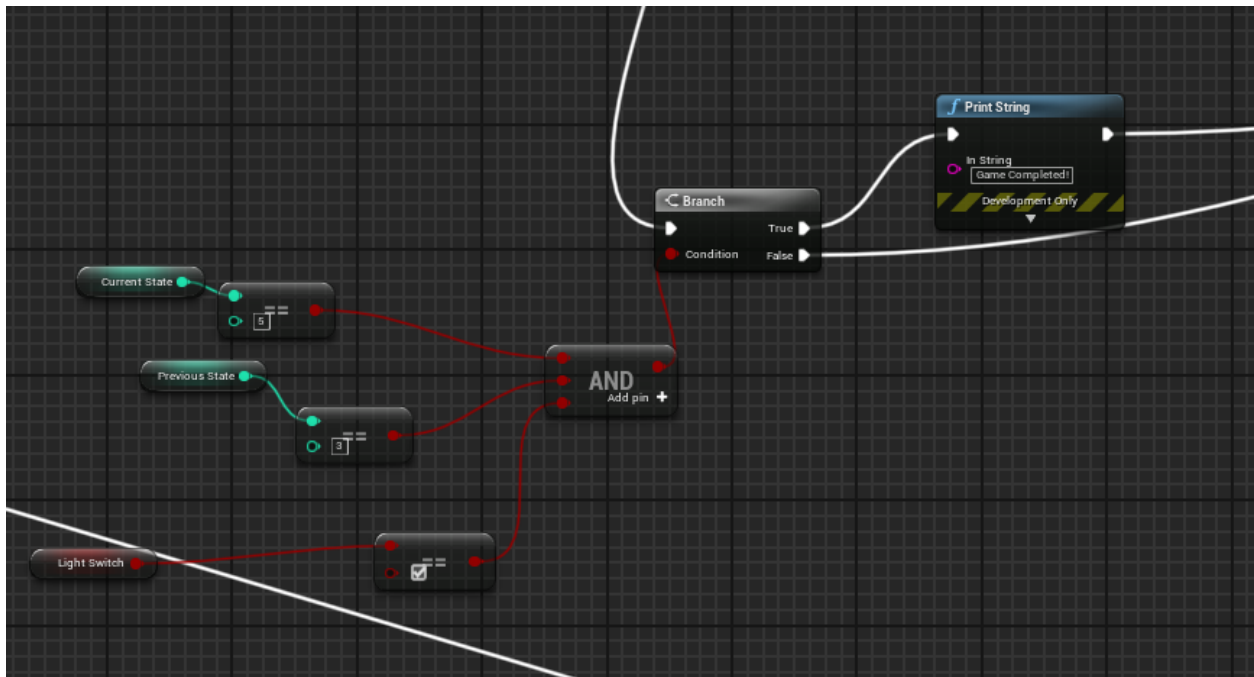 Print String
In String
Game Completed!
Development Only
Branch
True
Condition
False
Current State
==
5
AND
Add pin
Previous State
==
3
Light Switch
==